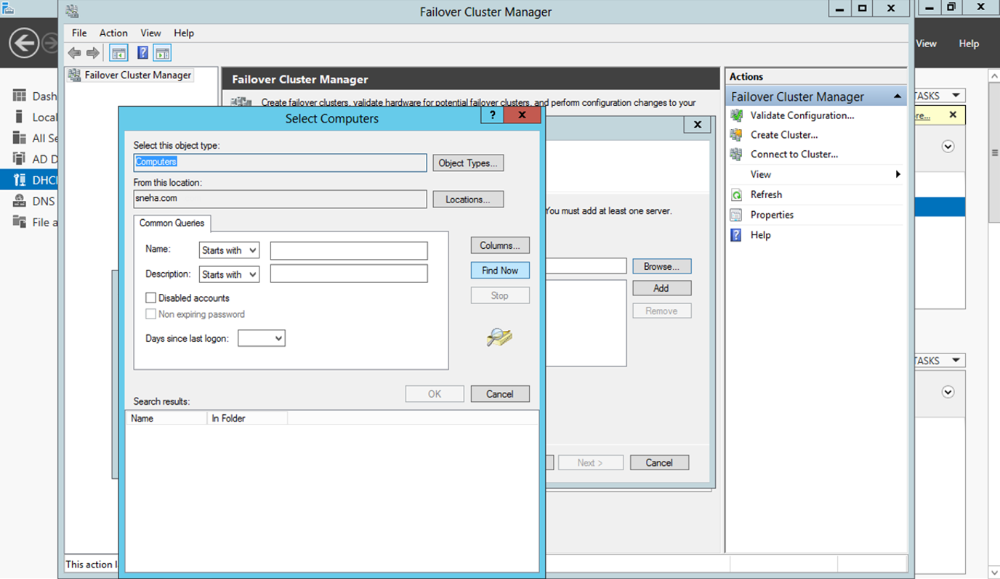 Failover Cluster Manager
File Action View Help
View Help
Failover Cluster Manager
Failover Cluster Manager
Create failover clusters, validate hardware for potential failover clusters, and perform configuration changes to your
Dash
Local
All Se
AD D
DHCP
DNS
File a
Select Computers
?
Select this object type:
Computers
Object Types...
From this location:
sneha.com
Locations...
Common Queries
Name: Starts with
Description: Starts with
Disabled accounts
Non expiring password
Days since last logon:
Columns...
Find Now
Stop
OK Cancel
Search results:
Name In Folder
You must add at least one server.
Browse...
Add
Remove
Next > Cancel
Actions
Failover Cluster Manager
Validate Configuration...
Create Cluster...
Connect to Cluster...
View
Refresh
Properties
Help
TASKS
re...
TASKS
This action